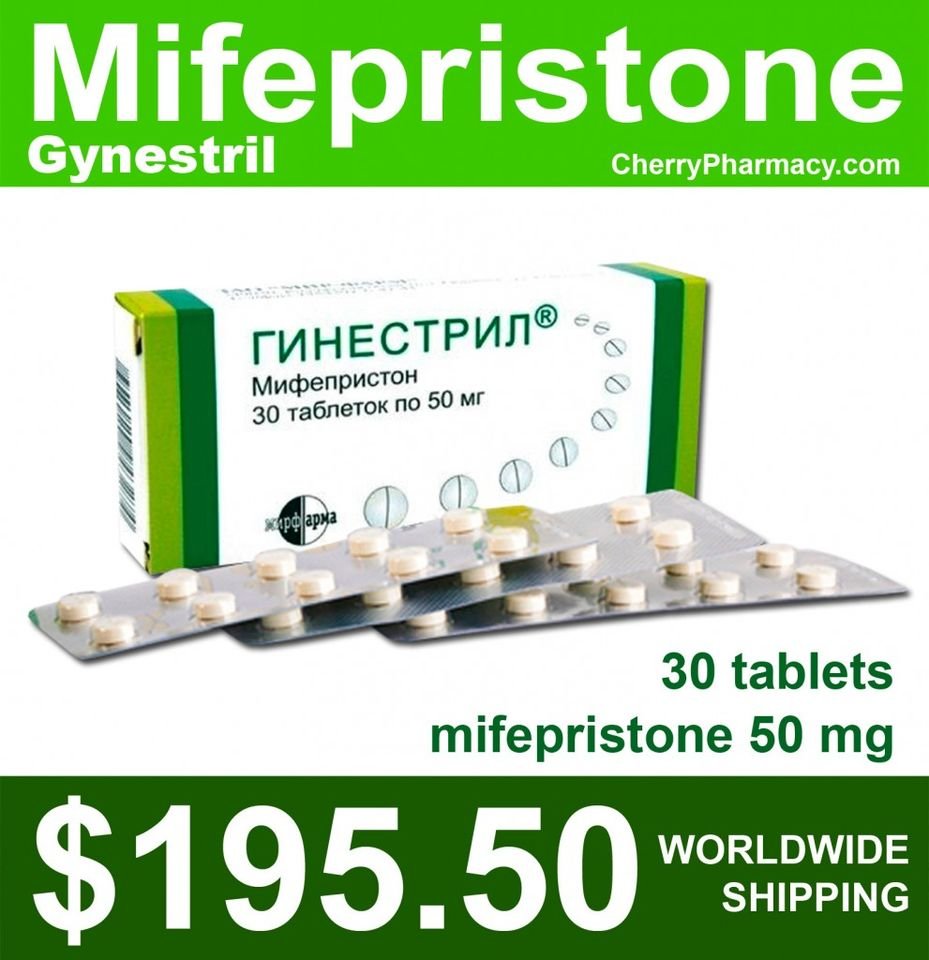 Mifepristone
Gynestril
CherryPharmacy.com
ГИНЕСТРИЛ®
Мифепристон
30 таблеток по 50 мг
мирфарма
30 tablets
mifepristone 50 mg
$195.50
WORLDWIDE
SHIPPING